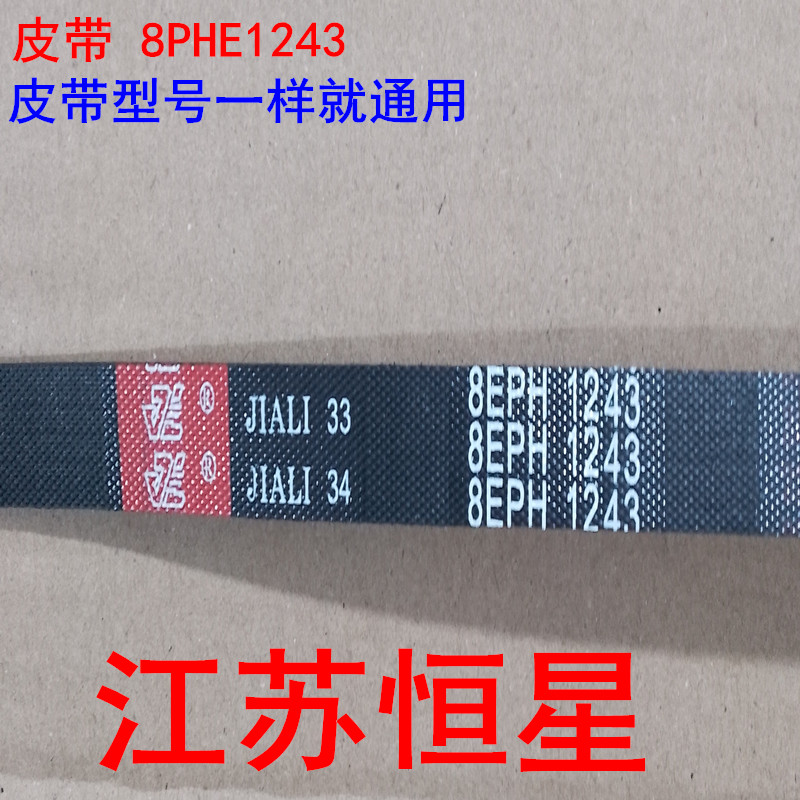 皮带 8PHE1243
皮带型号一样就通用
® JIALI 33
® JIALI 34
8EPH 1243
8EPH 1243
8EPH 1243
江苏恒星